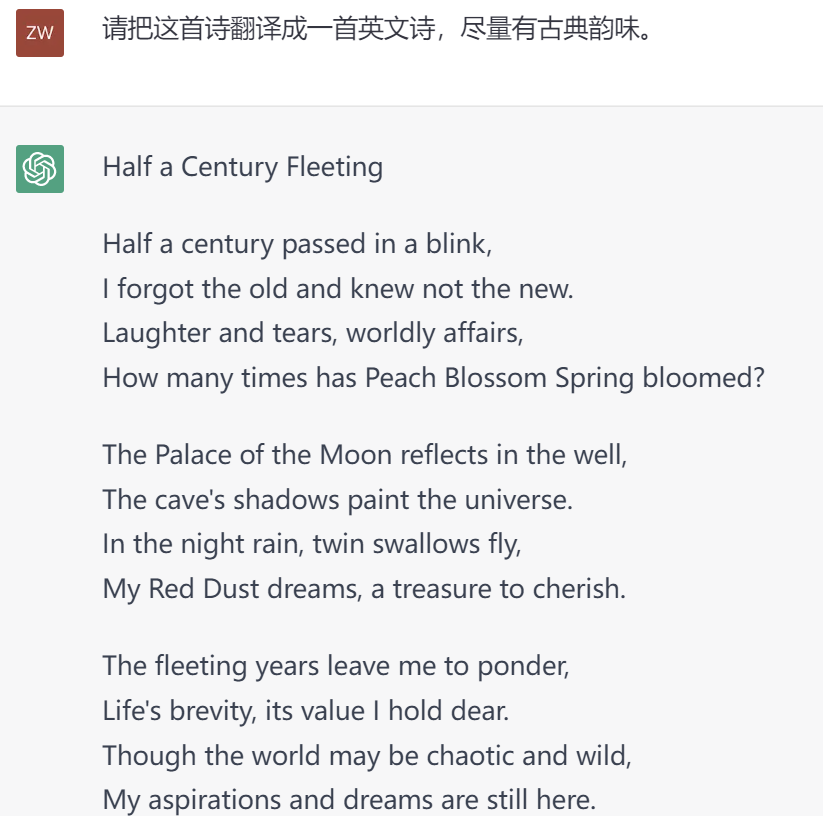 ZW
请把这首诗翻译成一首英文诗，尽量有古典韵味。
Half a Century Fleeting
Half a century passed in a blink,
I forgot the old and knew not the new.
Laughter and tears, worldly affairs,
How many times has Peach Blossom Spring bloomed?
The Palace of the Moon reflects in the well,
The cave's shadows paint the universe.
In the night rain, twin swallows fly,
My Red Dust dreams, a treasure to cherish.
The fleeting years leave me to ponder,
Life's brevity, its value I hold dear.
Though the world may be chaotic and wild,
My aspirations and dreams are still here.